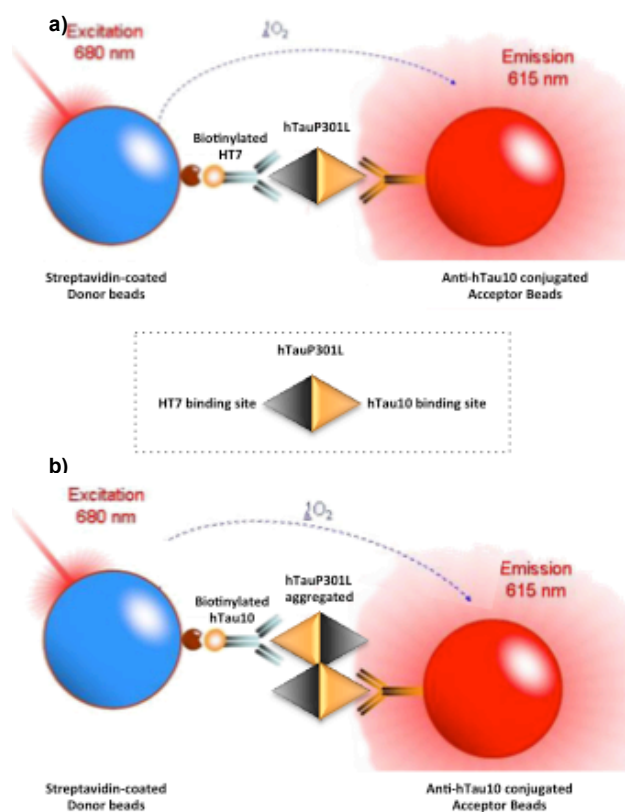 a)
Excitation
680 nm
1O2
Emission
615 nm
Biotinylated
HT7
hTauP301L
Streptavidin-coated
Donor beads
Anti-hTau10 conjugated
Acceptor Beads
hTauP301L
HT7 binding site
hTau10 binding site
b)
Excitation
680 nm
1O2
Emission
615 nm
hTauP301L
aggregated
Biotinylated
hTau10
Streptavidin-coated
Donor beads
Anti-hTau10 conjugated
Acceptor Beads